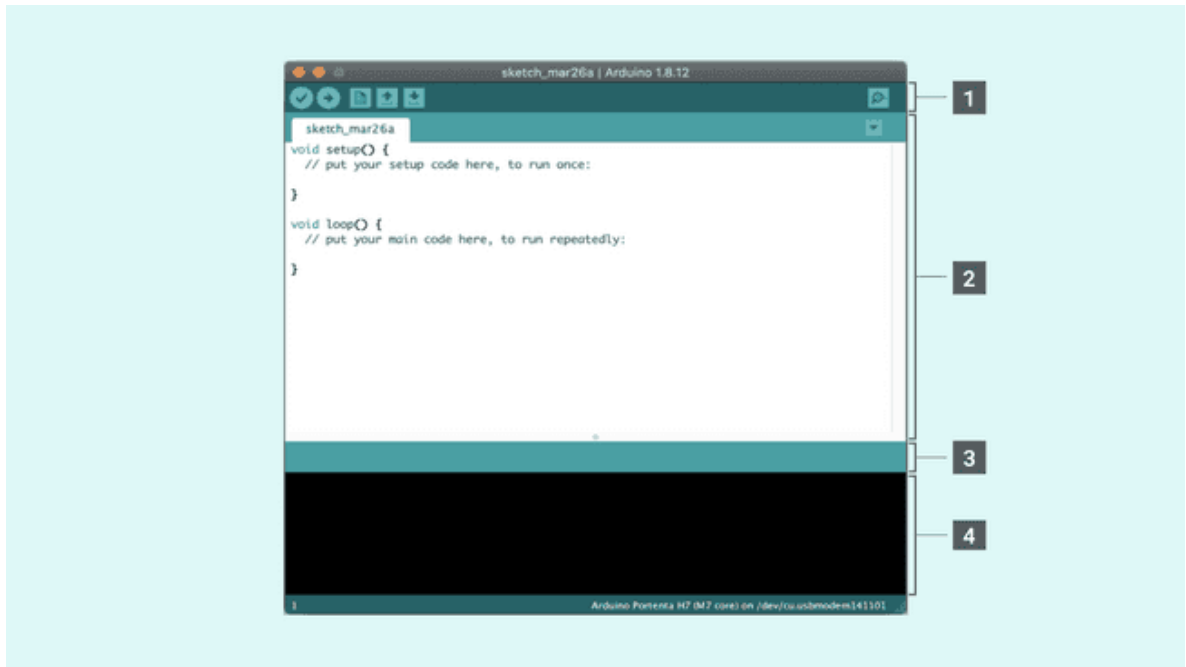 sketch_mar26a | Arduino 1.8.12
1
sketch_mar26a
void setup() {
// put your setup code here, to run once:
}
void loop() {
// put your main code here, to run repeatedly:
}
2
3
4
1
Arduino Portenta H7 (M7 core) on /dev/cu.usbmodem141101